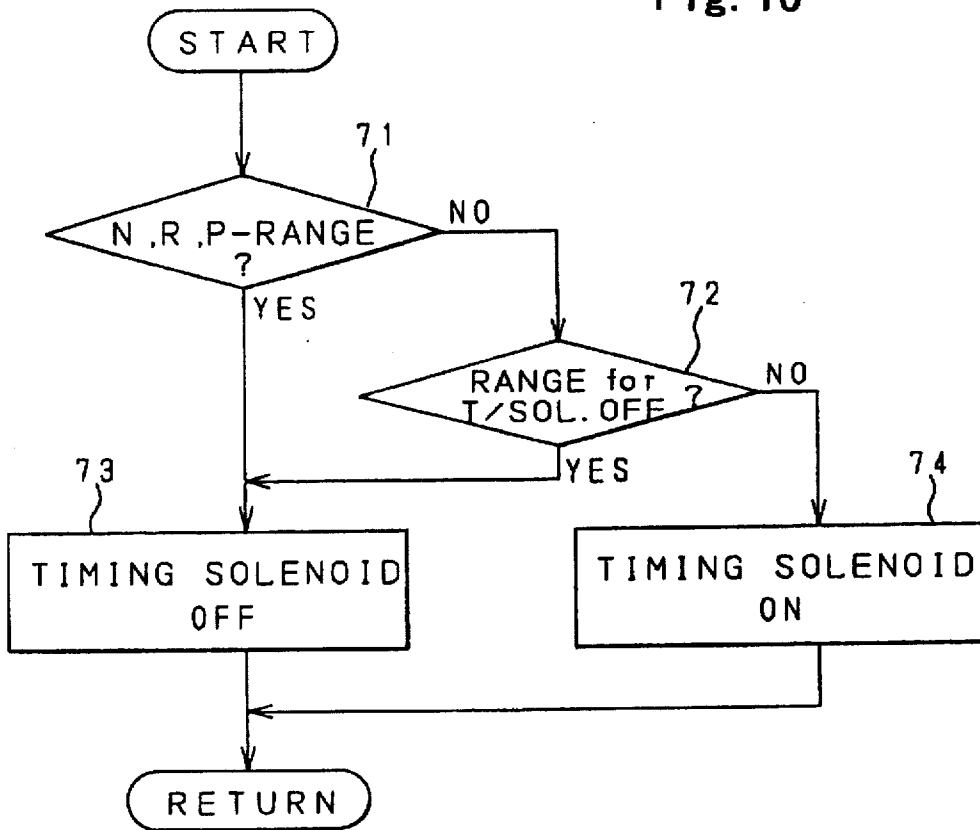 Fig. 10
START
71
N ,R ,P-RANGE
?
NO
YES
72
RANGE for
T/SOL. OFF ?
NO
YES
73
TIMING SOLENOID
OFF
74
TIMING SOLENOID
ON
RETURN